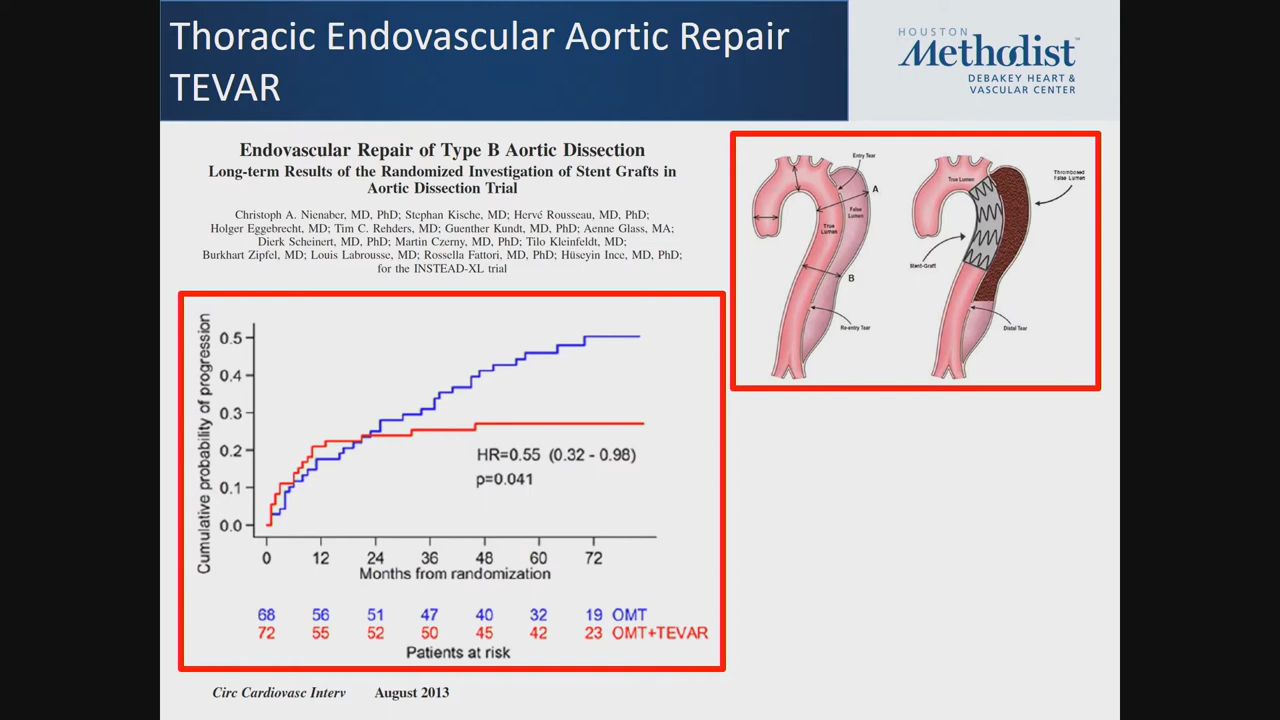 Thoracic Endovascular Aortic Repair
TEVAR
HOUSTON
Methodist
DEBAKEY HEART &
VASCULAR CENTER
Endovascular Repair of Type B Aortic Dissection
Long-term Results of the Randomized Investigation of Stent Grafts in
Aortic Dissection Trial
Christoph A. Nienaber, MD, PhD; Stephan Kische, MD; Hervé Rousseau, MD, PhD;
Holger Eggebrecht, MD; Tim C. Rehders, MD; Guenther Kundt, MD, PhD; Aenne Glass, MA;
Dierk Scheinert, MD, PhD; Martin Czerny, MD, PhD; Tilo Kleinfeldt, MD;
Burkhart Zipfel, MD; Louis Labrousse, MD; Rossella Fattori, MD, PhD; Hüseyin Ince, MD, PhD;
for the INSTEAD-XL trial
Entry Tear
A
False
Lumen
True
Lumen
B
Re-entry Tear
True Lumen
Thrombosed
False Lumen
Stent-Graft
Distal Tear
Cumulative probability of progression
0.5
0.4
0.3
0.2
0.1
0.0
HR=0.55 (0.32 - 0.98)
p=0.041
0 12 24 36 48 60 72
Months from randomization
68 56 51 47 40 32 19 OMT
72 55 52 50 45 42 23 OMT+TEVAR
Patients at risk
Circ Cardiovasc Interv August 2013